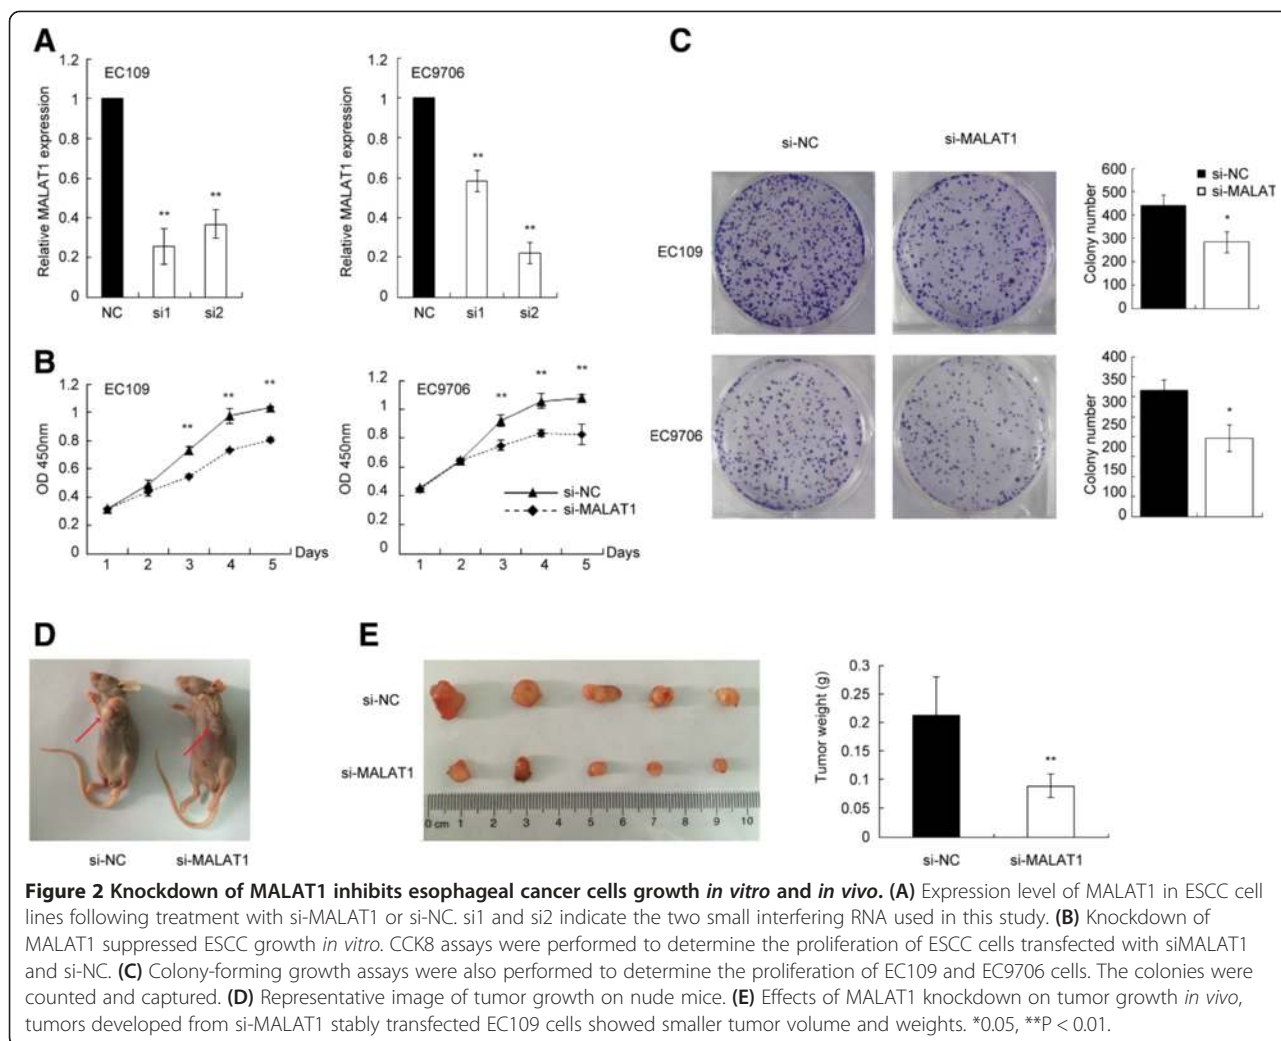 A
1.2
EC109
1
0.8
0.6
0.4
0.2
0
Relative MALAT1 expression
**
**
NC si1 si2
1.2
EC9706
1
0.8
0.6
0.4
0.2
0
Relative MALAT1 expression
**
**
NC si1 si2
B
1.2
EC109
1
0.8
0.6
0.4
0.2
0
OD 450nm
** ** **
1 2 3 4 5 Days
1.2
EC9706
1
0.8
0.6
0.4
0.2
0
OD 450nm
** ** **
si-NC
si-MALAT1
1 2 3 4 5 Days
C
si-NC si-MALAT1
EC109
600
500
400
300
200
100
0
Colony number
si-NC
si-MALAT
*
EC9706
400
350
300
200
200
100
100
0
Colony number
*
D
si-NC si-MALAT1
E
si-NC
si-MALAT1
0 cm 1 2 3 4 5 6 7 8 9 10
0.3
0.25
0.2
0.15
0.1
0.05
0
Tumor weight (g)
**
si-NC si-MALAT1
Figure 2 Knockdown of MALAT1 inhibits esophageal cancer cells growth in vitro and in vivo. (A) Expression level of MALAT1 in ESCC cell
lines following treatment with si-MALAT1 or si-NC. si1 and si2 indicate the two small interfering RNA used in this study. (B) Knockdown of
MALAT1 suppressed ESCC growth in vitro. CCK8 assays were performed to determine the proliferation of ESCC cells transfected with siMALAT1
and si-NC. (C) Colony-forming growth assays were also performed to determine the proliferation of EC109 and EC9706 cells. The colonies were
counted and captured. (D) Representative image of tumor growth on nude mice. (E) Effects of MALAT1 knockdown on tumor growth in vivo,
tumors developed from si-MALAT1 stably transfected EC109 cells showed smaller tumor volume and weights. *0.05, **P < 0.01.